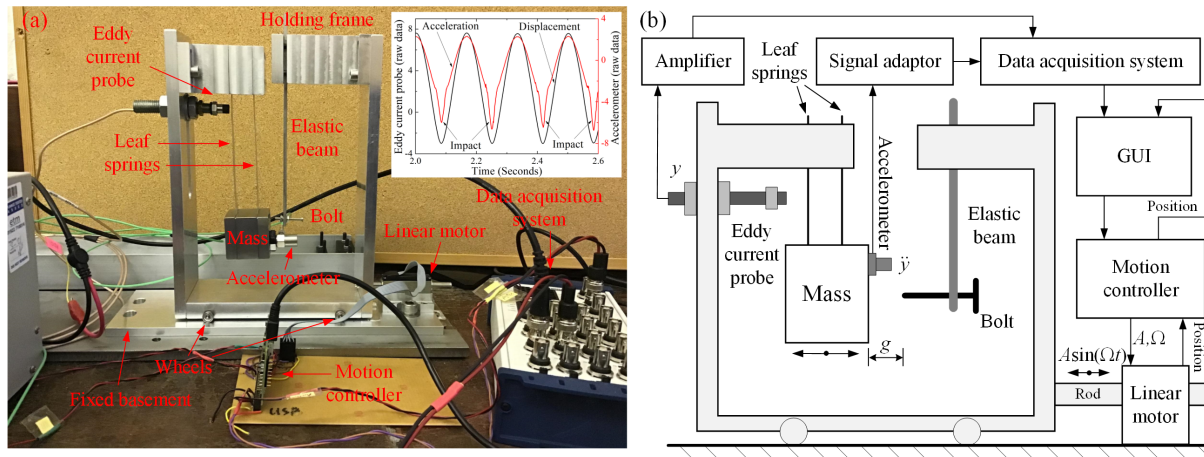 (a)
Eddy
current probe
Holding frame
Leaf
springs
Elastic
beam
Mass
Bolt
Accelerometer
Linear motor
Data acquisition
system
Wheels
Fixed basement
Motion
controller
U.S.P.
Eddy current probe (raw data)
8
4
0
-4
Acceleration
Displacement
Impact
Impact
2.0
2.2
2.4
2.6
Time (Seconds)
4
0
-4
-8
Accelerometer (raw data)
(b)
Amplifier
Leaf
springs
Signal adaptor
Data acquisition system
y
Accelerometer
GUI
Position
Eddy
current
probe
Elastic
beam
Mass
ÿ
Motion
controller
Bolt
g
A,Ω
Position
Asin(Ωt)
Rod
Linear
motor